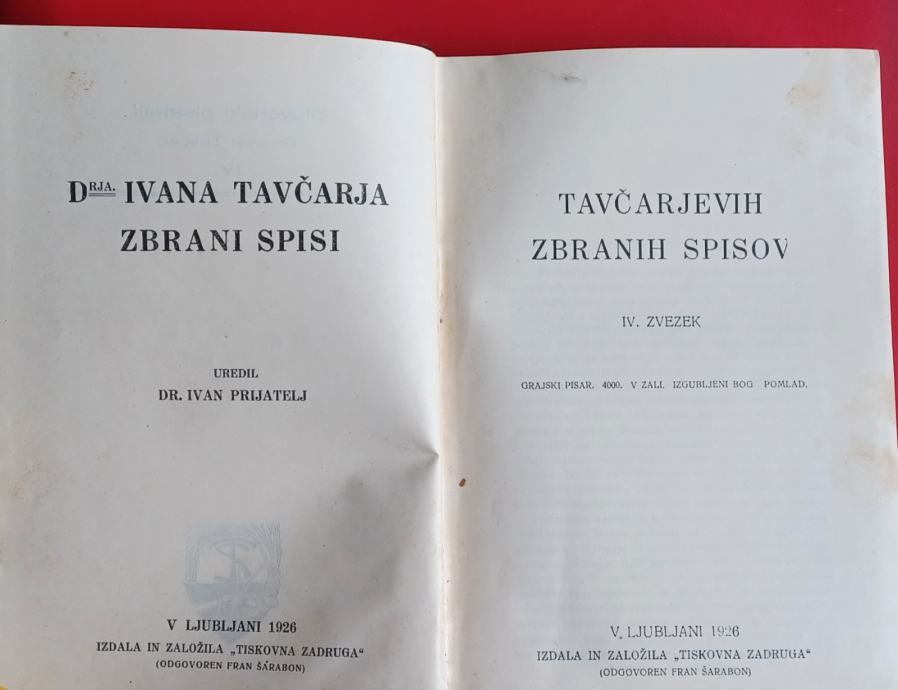 DRJA. IVANA TAVČARJA
ZBRANI SPISI
UREDIL
DR. IVAN PRIJATELJ
V LJUBLJANI 1926
IZDALA IN ZALOŽILA „TISKOVNA ZADRUGA“
(ODGOVOREN FRAN ŠARABON)
TAVČARJEVIH
ZBRANIH SPISOV
IV. ZVEZEK
GRAJSKI PISAR. 4000. V ZALI. IZGUBLJENI BOG POMLAD.
V LJUBLJANI 1926
IZDALA IN ZALOŽILA „TISKOVNA ZADRUGA“
(ODGOVOREN FRAN ŠARABON)